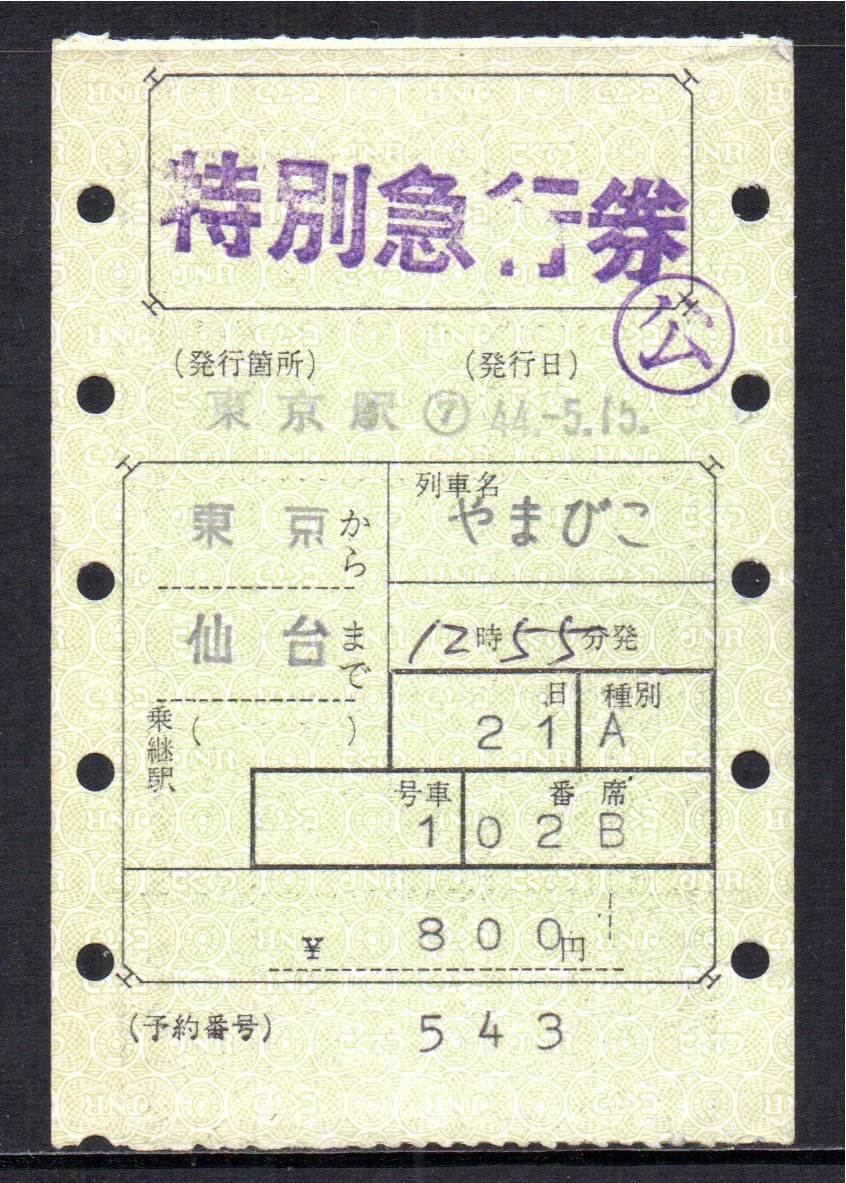 特別急行券
公
(発行箇所) (発行日)
東京駅 ⑦ 44.-5.15.
東京から
仙台まで
乗継駅 ( )
列車名
やまびこ
12時55分発
日 種別
21 A
号車 番 席
1 02 B
¥ 800円
(予約番号) 543